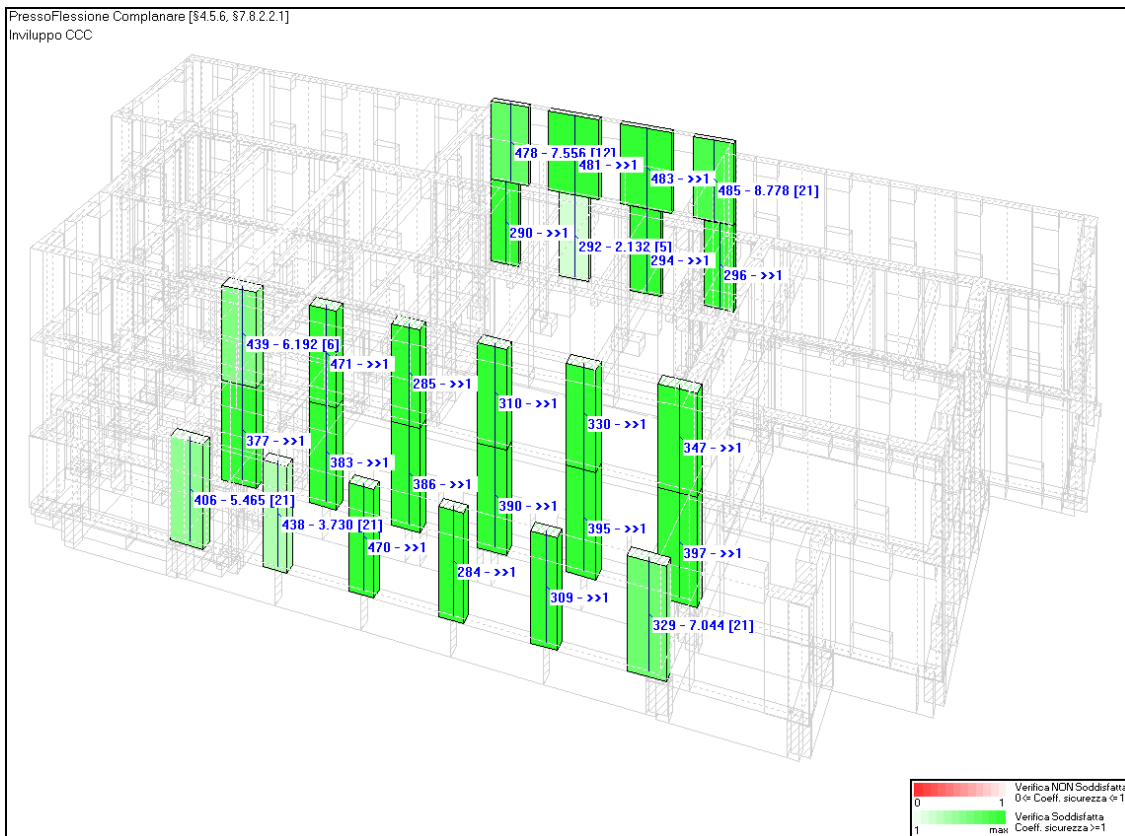 PressoFlessione Complanare [§4.5.6, §7.8.2.2.1]
Inviluppo CCC
478 - 7.556 [12]
481 - >>1
483 - >>1
485 - 8.778 [21]
290 - >>1
292 - 2.132 [5]
294 - >>1
296 - >>1
439 - 6.192 [6]
471 - >>1
285 - >>1
310 - >>1
330 - >>1
347 - >>1
377 - >>1
383 - >>1
386 - >>1
390 - >>1
395 - >>1
397 - >>1
406 - 5.465 [21]
438 - 3.730 [21]
470 - >>1
284 - >>1
309 - >>1
329 - 7.044 [21]
Verifica NON Soddisfatta
0<= Coeff. sicurezza <=1
0 1
Verifica Soddisfatta
Coeff. sicurezza >=1
1 max